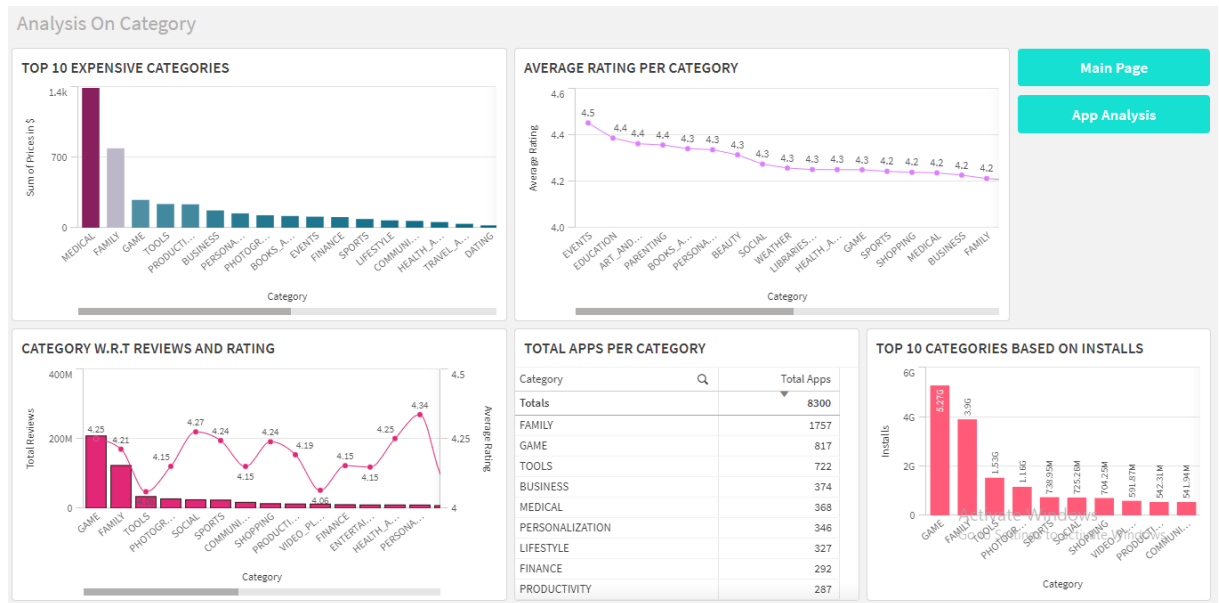 Analysis On Category
TOP 10 EXPENSIVE CATEGORIES
Sum of Prices in $
1.4k
700
0
MEDICAL
FAMILY
GAME
TOOLS
PRODUCTI...
BUSINESS
PERSONA...
PHOTOGR...
BOOKS_A...
EVENTS
FINANCE
SPORTS
LIFESTYLE
COMMUNI...
HEALTH_A...
TRAVEL_A...
DATING
Category
AVERAGE RATING PER CATEGORY
Average Rating
4.6
4.4
4.2
4.0
4.5
4.4
4.4
4.4
4.3
4.3
4.3
4.3
4.3
4.3
4.3
4.3
4.2
4.2
4.2
4.2
4.2
EVENTS
EDUCATION
ART_AND...
PARENTING
BOOKS_A...
PERSONA...
BEAUTY
SOCIAL
WEATHER
LIBRARIES...
HEALTH_A...
GAME
SPORTS
SHOPPING
MEDICAL
BUSINESS
FAMILY
Category
Main Page
App Analysis
CATEGORY W.R.T REVIEWS AND RATING
Total Reviews
400M
200M
0
4.25
4.21
4.15
4.27
4.24
4.15
4.24
4.19
4.06
4.15
4.15
4.25
4.34
4.5
4.25
4
Average Rating
GAME
FAMILY
TOOLS
PHOTOGR...
SOCIAL
SPORTS
COMMUNI...
SHOPPING
PRODUCTI...
VIDEO_PL...
FINANCE
ENTERTAI...
HEALTH_A...
PERSONA...
Category
TOTAL APPS PER CATEGORY
Category Total Apps
Totals 8300
FAMILY 1757
GAME 817
TOOLS 722
BUSINESS 374
MEDICAL 368
PERSONALIZATION 346
LIFESTYLE 327
FINANCE 292
PRODUCTIVITY 287
TOP 10 CATEGORIES BASED ON INSTALLS
Installs
6G
4G
2G
0
5.27G
3.9G
1.53G
1.16G
738.95M
725.26M
704.25M
591.87M
542.31M
541.94M
GAME
FAMILY
TOOLS
PHOTOGR...
SPORTS
SOCIAL
SHOPPING
VIDEO_PL...
PRODUCTI...
COMMUNI...
Category
Activate Windows
Go to Settings to activate Windows.